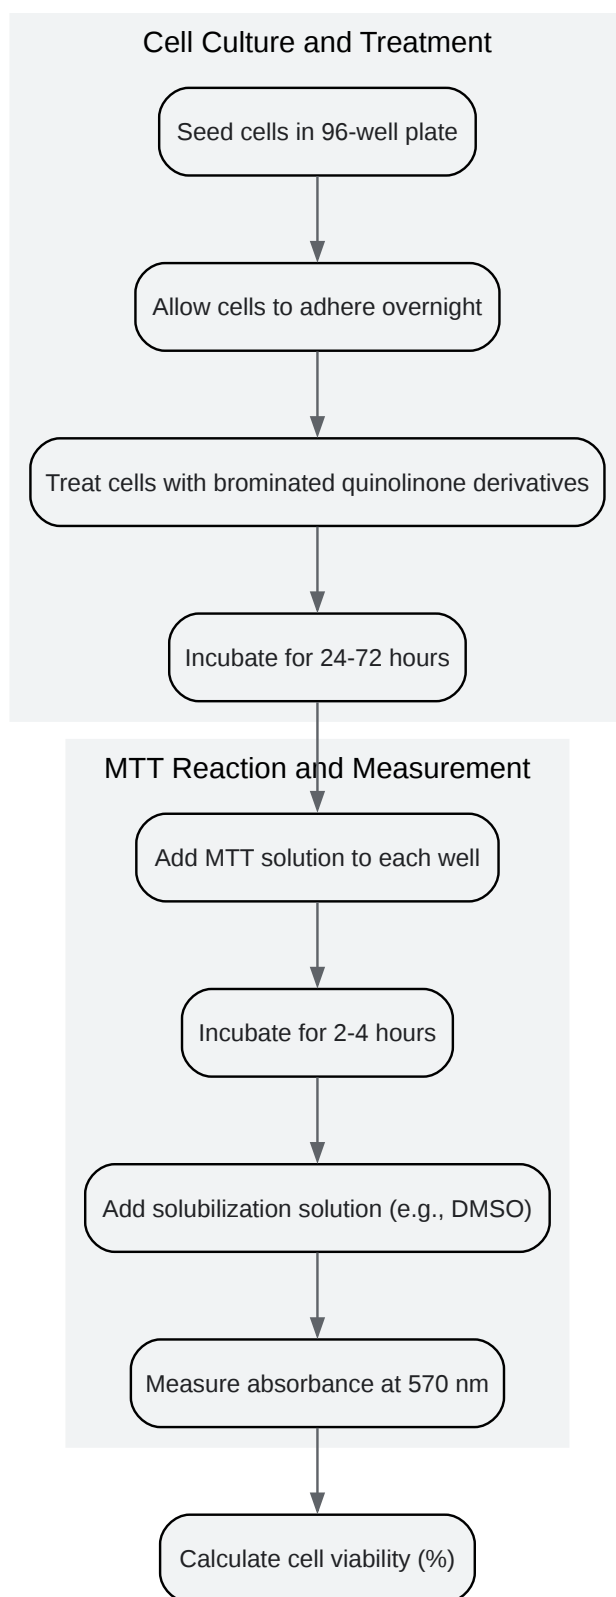 Cell Culture and Treatment
Seed cells in 96-well plate
Allow cells to adhere overnight
Treat cells with brominated quinolinone derivatives
Incubate for 24-72 hours
MTT Reaction and Measurement
Add MTT solution to each well
Incubate for 2-4 hours
Add solubilization solution (e.g., DMSO)
Measure absorbance at 570 nm
Calculate cell viability (%)